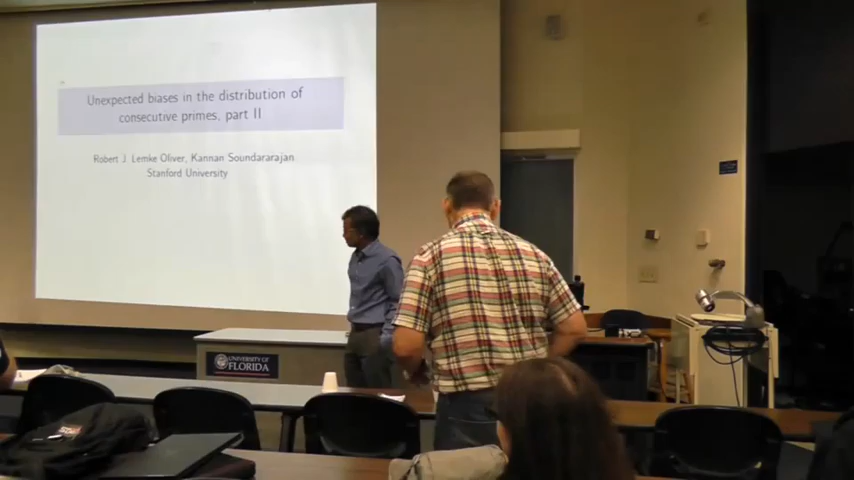 Unexpected biases in the distribution of
consecutive primes, part II
Robert J. Lemke Oliver, Kannan Soundararajan
Stanford University
UNIVERSITY OF
FLORIDA